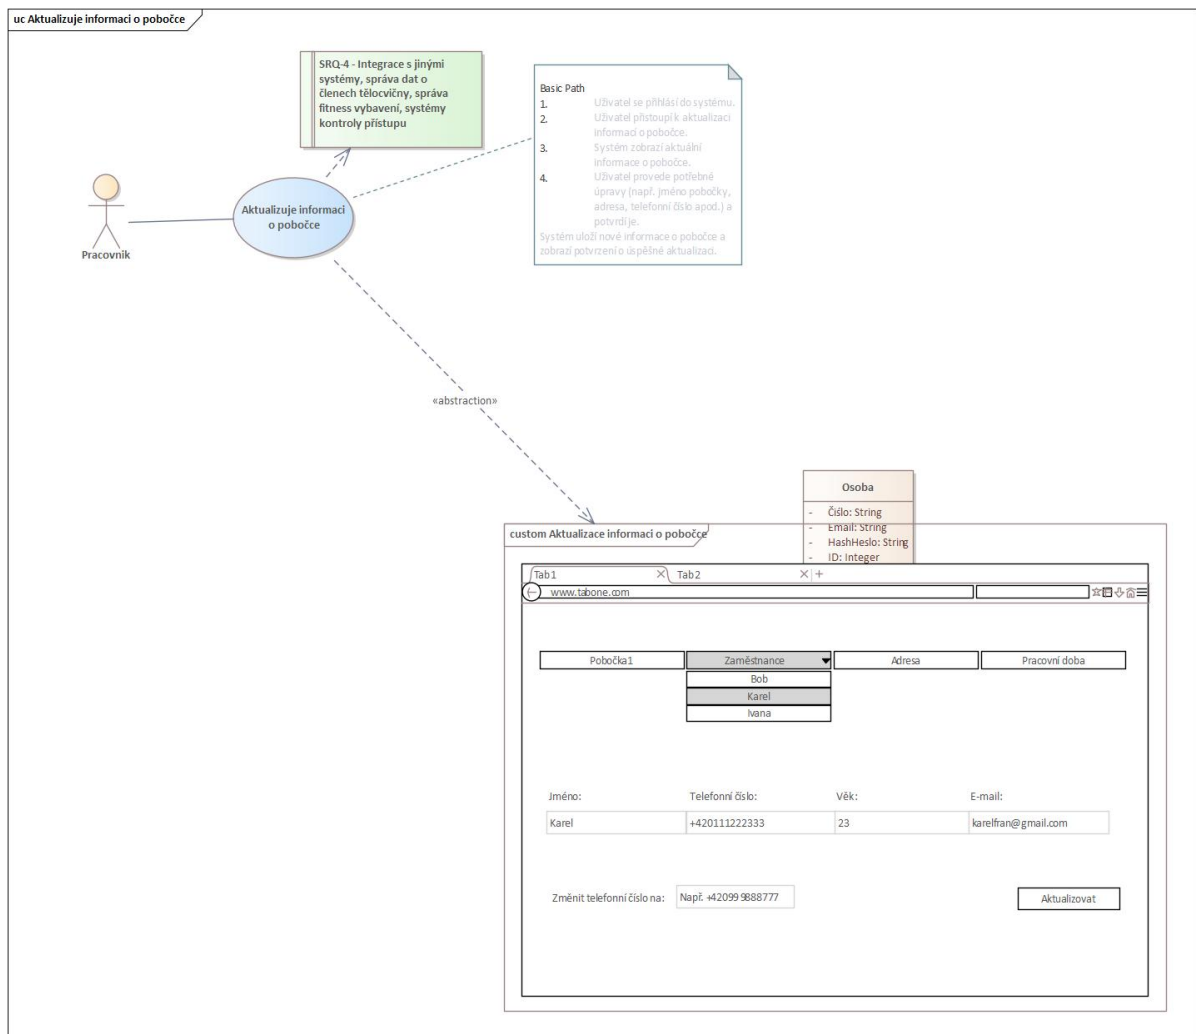 uc Aktualizuje informaci o pobočce
SRQ-4 - Integrace s jinými
systémy, správa dat o
členech tělocvičny, správa
fitness vybavení, systémy
kontroly přístupu
Basic Path
1. Uživatel se přihlásí do systému.
2. Uživatel přistoupí k aktualizaci
informací o pobočce.
3. Systém zobrazí aktuální
informace o pobočce.
4. Uživatel provede potřebné
úpravy (např. jméno pobočky,
adresa, telefonní číslo apod.) a
potvrdí je.
Systém uloží nové informace o pobočce a
zobrazí potvrzení o úspěšné aktualizaci.
Aktualizuje informaci
o pobočce
Pracovník
«abstraction»
Osoba
- Číslo: String
- Email: String
- HashHeslo: String
- ID: Integer
custom Aktualizace informaci o pobočce
Tab1 Tab2
www.tabone.com
Pobočka1 Zaměstnance Adresa Pracovní doba
Bob
Karel
Ivana
Jméno: Telefonní číslo: Věk: E-mail:
Karel +420111222333 23 karelfran@gmail.com
Změnit telefonní číslo na: Např. +420999888777 Aktualizovat